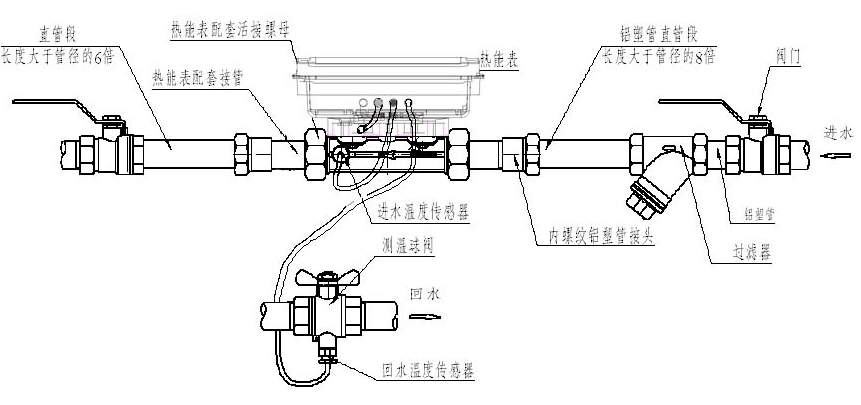 直管段
长度大于管径的6倍
热能表配套活接螺母
热能表配套接管
热能表
铝塑管直管段
长度大于管径的8倍
阀门
进水
进水温度传感器
内螺纹铝塑管接头
铝塑管
过滤器
测温球阀
回水
回水温度传感器